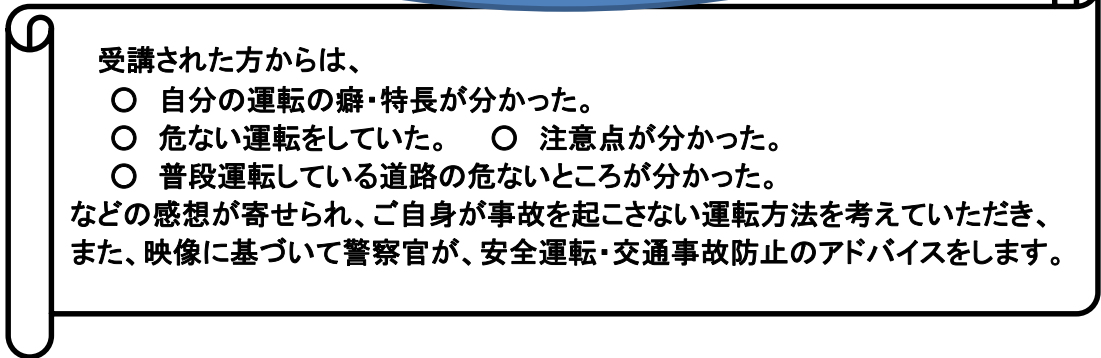 受講された方からは、
○ 自分の運転の癖・特長が分かった。
○ 危ない運転をしていた。 ○ 注意点が分かった。
○ 普段運転している道路の危ないところが分かった。
などの感想が寄せられ、ご自身が事故を起こさない運転方法を考えていただき、
また、映像に基づいて警察官が、安全運転・交通事故防止のアドバイスをします。